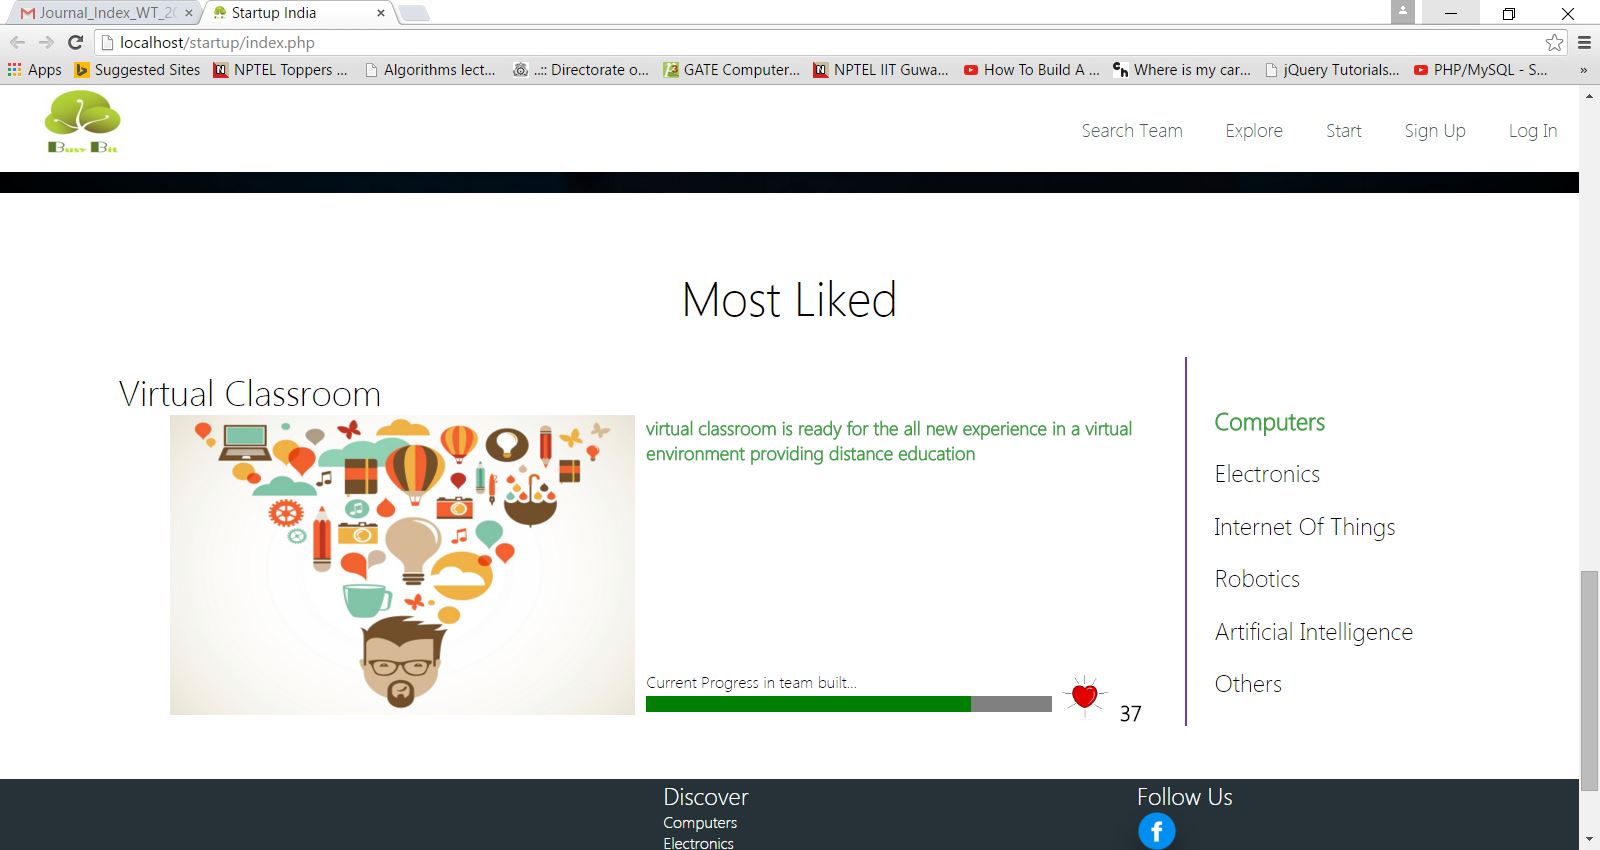 Journal_Index_WT_20
Startup India
localhost/startup/index.php
Apps
Suggested Sites
NPTEL Toppers ...
Algorithms lect...
..:: Directorate o...
GATE Computer...
NPTEL IIT Guwa...
How To Build A ...
Where is my car...
jQuery Tutorials...
PHP/MySQL - S...
»
Busy Bit
Search Team
Explore
Start
Sign Up
Log In
Most Liked
Virtual Classroom
virtual classroom is ready for the all new experience in a virtual
environment providing distance education
Current Progress in team built...
37
Computers
Electronics
Internet Of Things
Robotics
Artificial Intelligence
Others
Discover
Computers
Electronics
Follow Us